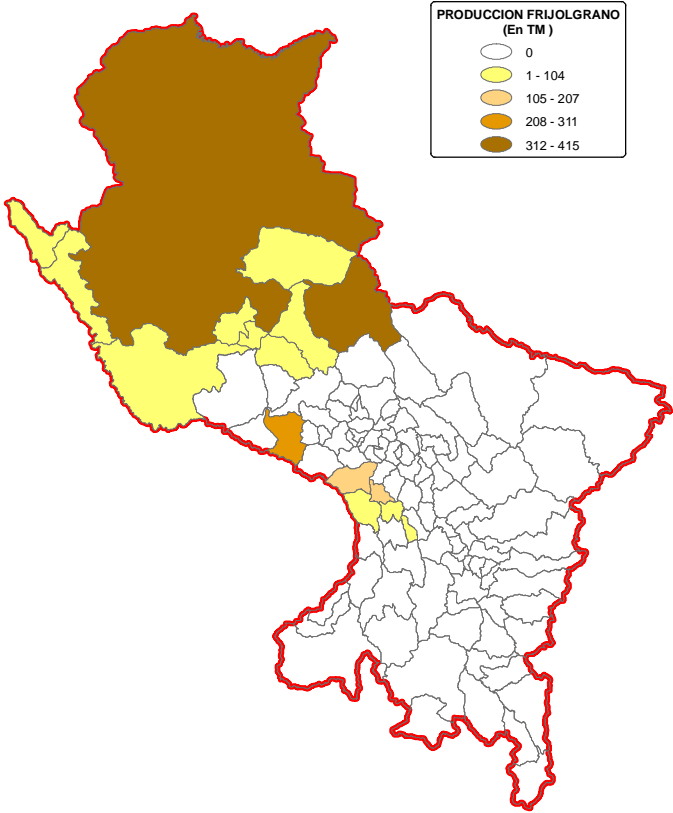 PRODUCCION FRIJOLGRANO
(En TM )
0
1 - 104
105 - 207
208 - 311
312 - 415